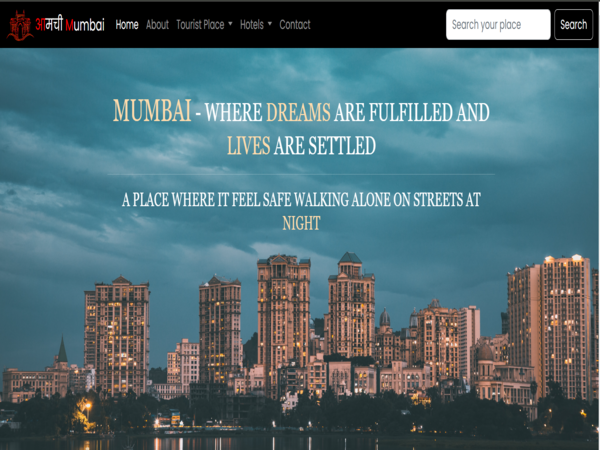 आमची Mumbai
Home
About
Tourist Place
Hotels
Contact
Search your place
Search
MUMBAI - WHERE DREAMS ARE FULFILLED AND
LIVES ARE SETTLED
A PLACE WHERE IT FEEL SAFE WALKING ALONE ON STREETS AT
NIGHT